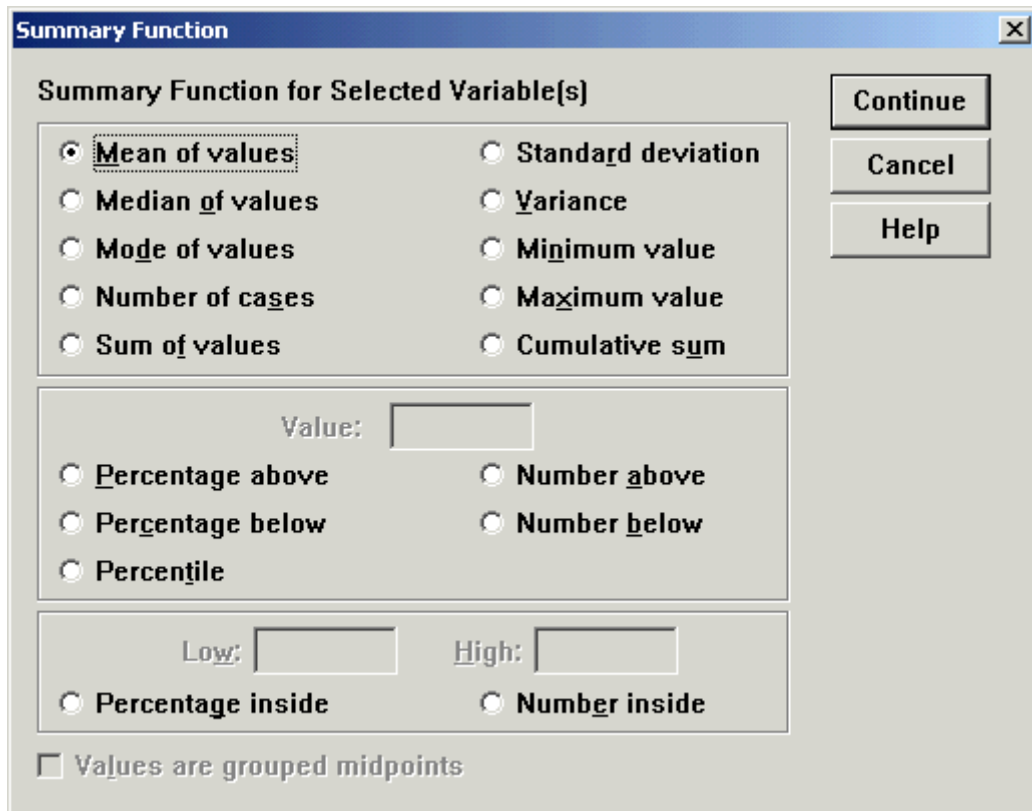 Summary Function
Summary Function for Selected Variable(s)
Continue
Cancel
Help
Mean of values
Standard deviation
Median of values
Variance
Mode of values
Minimum value
Number of cases
Maximum value
Sum of values
Cumulative sum
Value:
Percentage above
Number above
Percentage below
Number below
Percentile
Low:
High:
Percentage inside
Number inside
Values are grouped midpoints